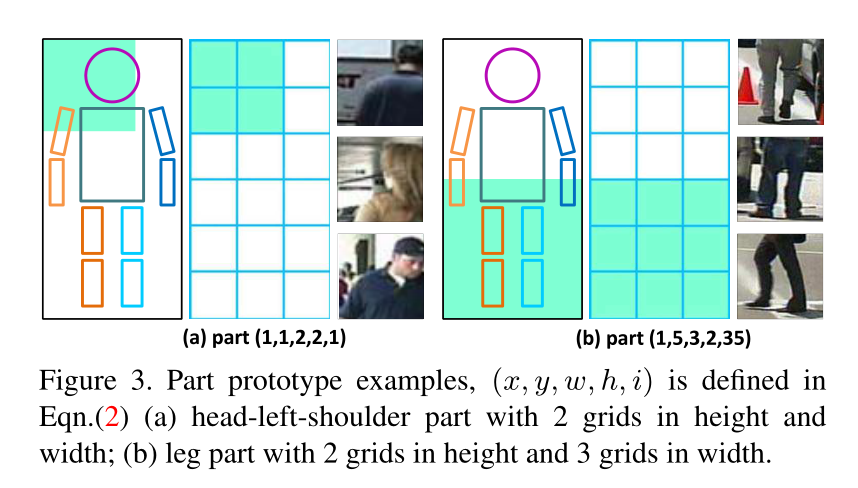 (a) part (1,1,2,2,1)
(b) part (1,5,3,2,35)
Figure 3. Part prototype examples, (x, y, w, h, i) is defined in
Eqn.(2) (a) head-left-shoulder part with 2 grids in height and
width; (b) leg part with 2 grids in height and 3 grids in width.